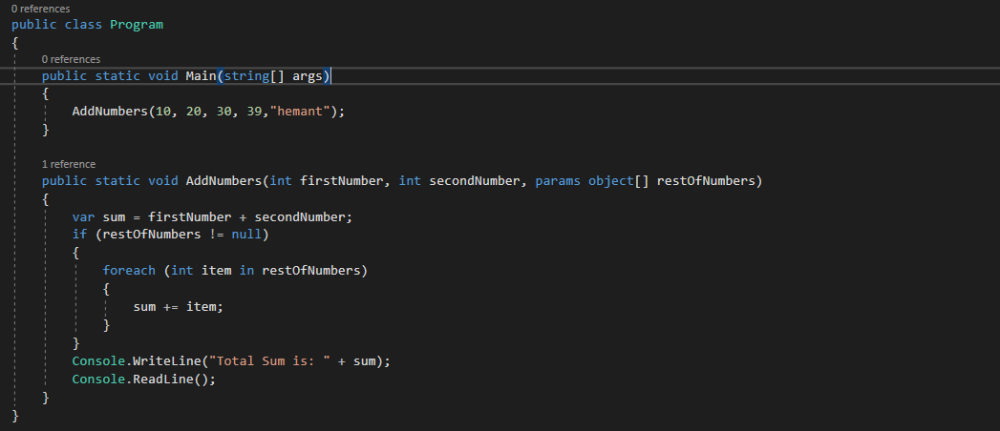 0 references
public class Program
{
0 references
public static void Main(string[] args)
{
AddNumbers(10, 20, 30, 39,"hemant");
}
1 reference
public static void AddNumbers(int firstNumber, int secondNumber, params object[] restOfNumbers)
{
var sum = firstNumber + secondNumber;
if (restOfNumbers != null)
{
foreach (int item in restOfNumbers)
{
sum += item;
}
}
Console.WriteLine("Total Sum is: " + sum);
Console.ReadLine();
}
}